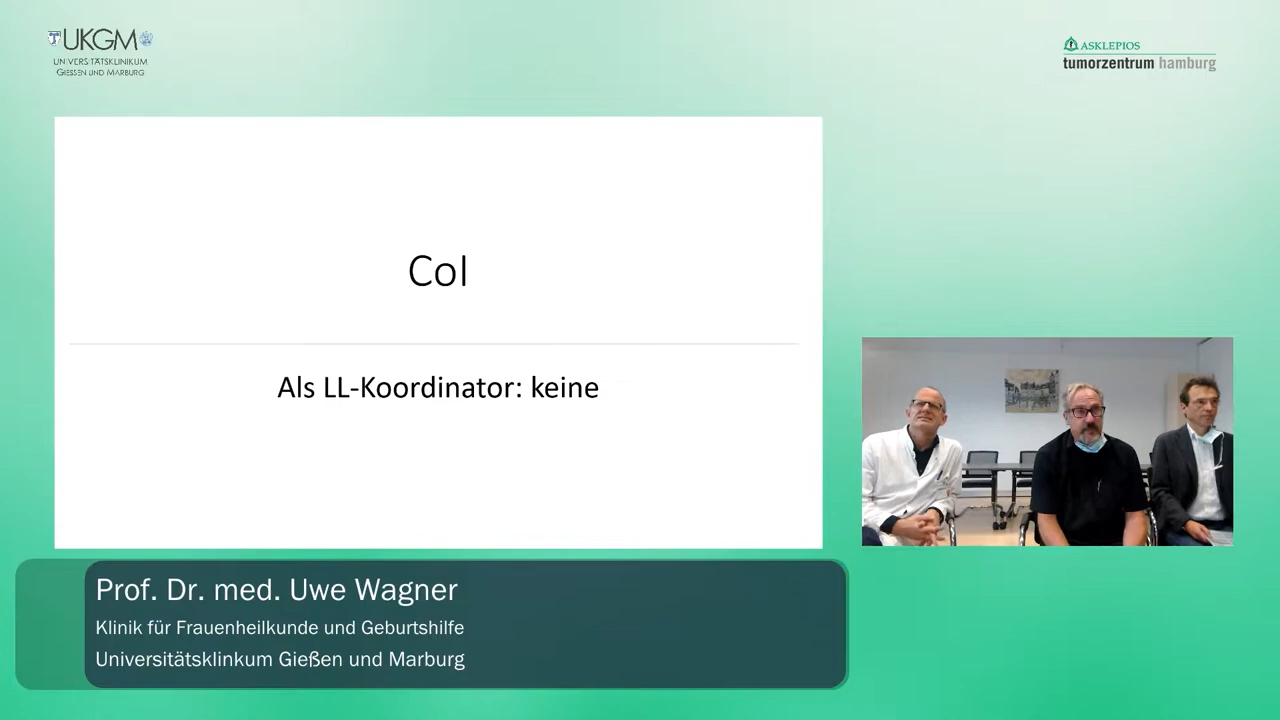 UKGM
UNIVERSITÄTSKLINIKUM
GIESSEN UND MARBURG
ASKLEPIOS
tumorzentrum hamburg
CoI
Als LL-Koordinator: keine
Prof. Dr. med. Uwe Wagner
Klinik für Frauenheilkunde und Geburtshilfe
Universitätsklinkum Gießen und Marburg